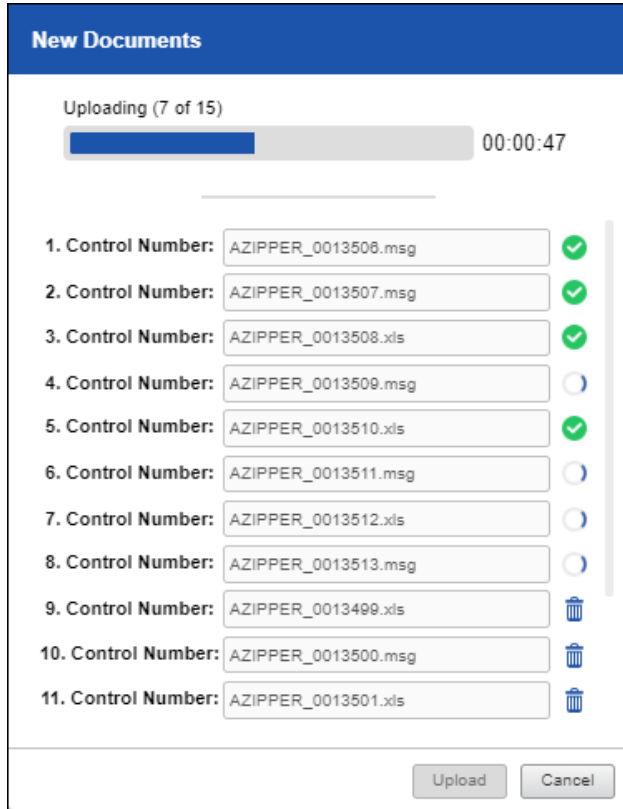 New Documents
Uploading (7 of 15)
00:00:47
1. Control Number: AZIPPER_0013506.msg
2. Control Number: AZIPPER_0013507.msg
3. Control Number: AZIPPER_0013508.xls
4. Control Number: AZIPPER_0013509.msg
5. Control Number: AZIPPER_0013510.xls
6. Control Number: AZIPPER_0013511.msg
7. Control Number: AZIPPER_0013512.xls
8. Control Number: AZIPPER_0013513.msg
9. Control Number: AZIPPER_0013499.xls
10. Control Number: AZIPPER_0013500.msg
11. Control Number: AZIPPER_0013501.xls
Upload Cancel